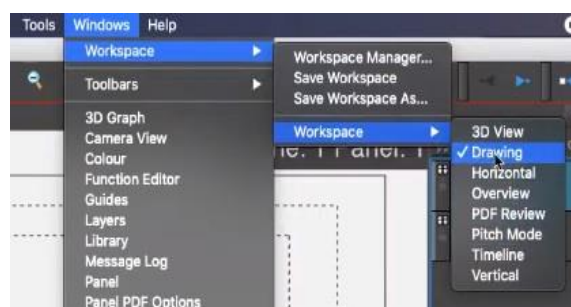 Tools Windows Help
Workspace
Toolbars
3D Graph
Camera View
Colour
Function Editor
Guides
Layers
Library
Message Log
Panel
Panel PDF Options
Workspace Manager...
Save Workspace
Save Workspace As...
Workspace
3D View
✓ Drawing
Horizontal
Overview
PDF Review
Pitch Mode
Timeline
Vertical